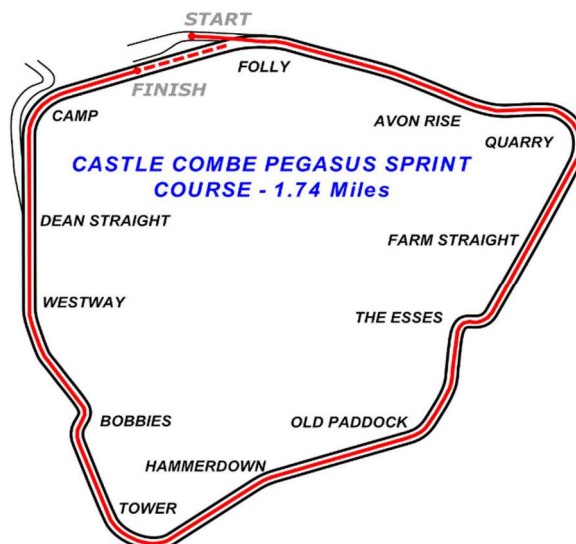 START
FOLLY
FINISH
CAMP
AVON RISE
QUARRY
CASTLE COMBE PEGASUS SPRINT
COURSE - 1.74 Miles
DEAN STRAIGHT
FARM STRAIGHT
WESTWAY
THE ESSES
BOBBIES
OLD PADDOCK
HAMMERDOWN
TOWER